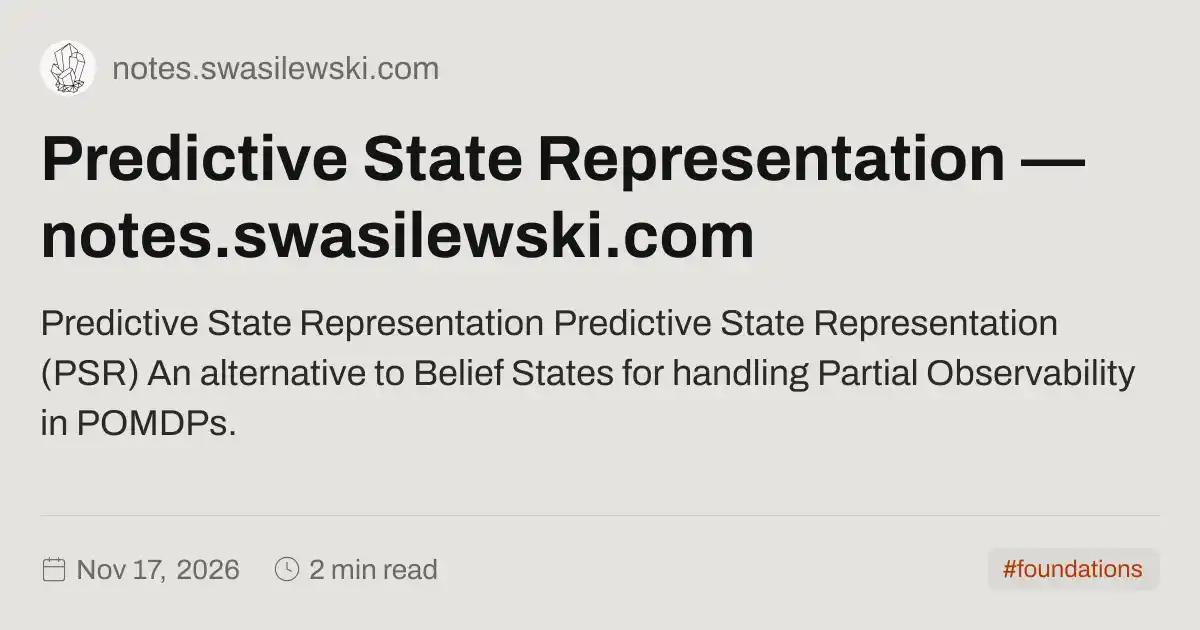 notes.swasilewski.com
Predictive State Representation —
notes.swasilewski.com
Predictive State Representation Predictive State Representation
(PSR) An alternative to Belief States for handling Partial Observability
in POMDPs.
Nov 17, 2026
2 min read
#foundations